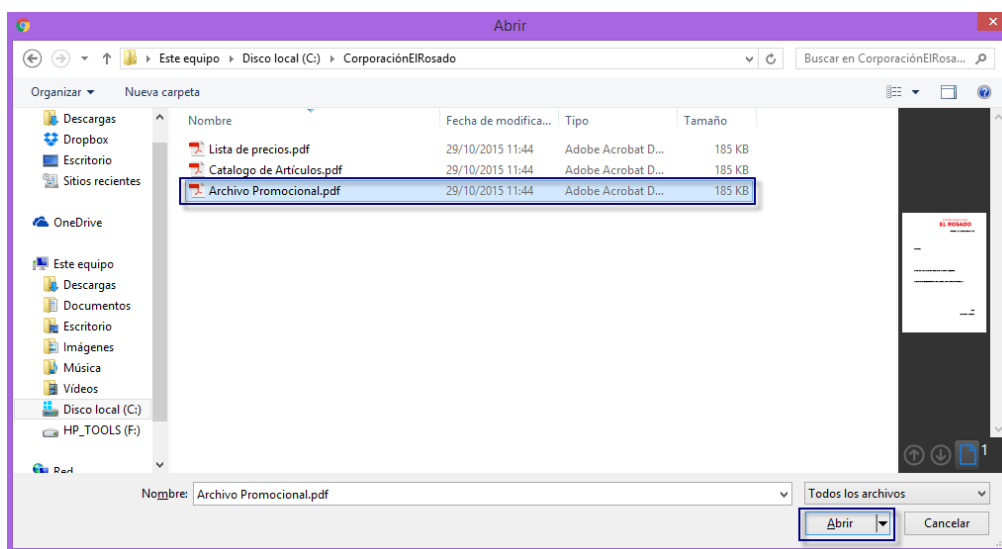 Abrir
Este equipo Disco local (C:) CorporaciónElRosado
Buscar en CorporaciónElRosa...
Organizar Nueva carpeta
Descargas
Dropbox
Escritorio
Sitios recientes
OneDrive
Este equipo
Descargas
Documentos
Escritorio
Imágenes
Música
Vídeos
Disco local (C:)
HP_TOOLS (F:)
Red
Nombre Fecha de modifica... Tipo Tamaño
Lista de precios.pdf 29/10/2015 11:44 Adobe Acrobat D... 185 KB
Catalogo de Artículos.pdf 29/10/2015 11:44 Adobe Acrobat D... 185 KB
Archivo Promocional.pdf 29/10/2015 11:44 Adobe Acrobat D... 185 KB
EL ROSADO
1
Nombre: Archivo Promocional.pdf
Todos los archivos
Abrir Cancelar